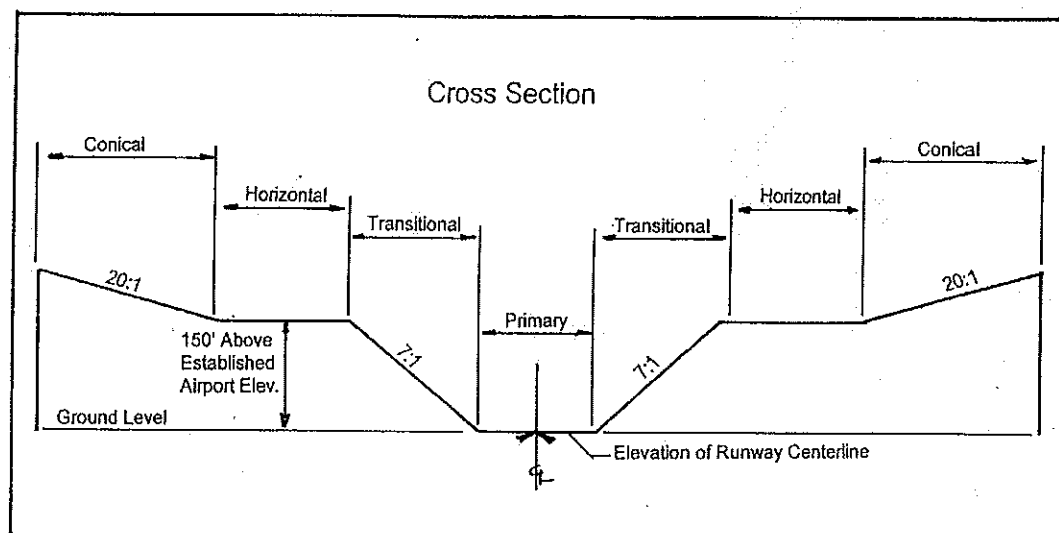 Cross Section
Conical
Conical
Horizontal
Horizontal
Transitional
Transitional
20:1
20:1
Primary
150' Above
Established
Airport Elev.
7:1
7:1
Ground Level
Elevation of Runway Centerline
℄